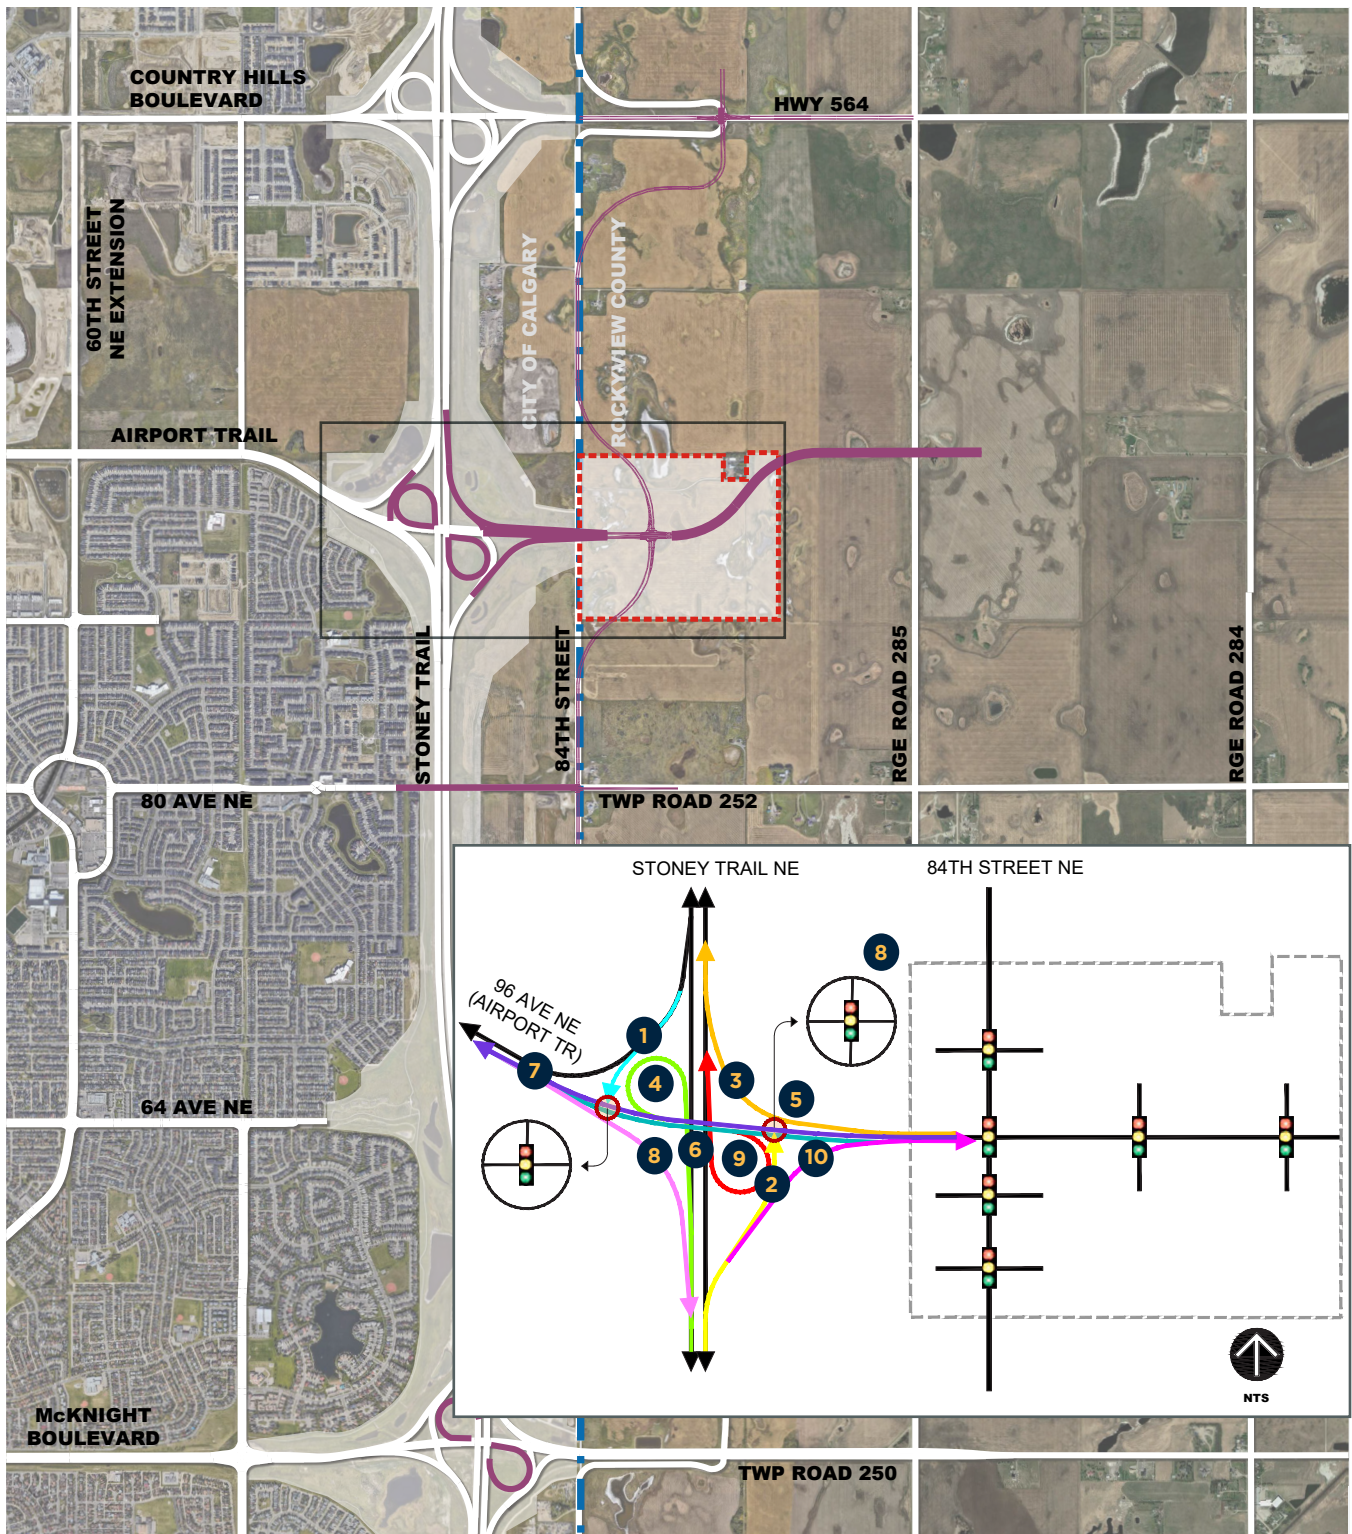 COUNTRY HILLS
BOULEVARD
HWY 564
60TH STREET
NE EXTENSION
CITY OF CALGARY
ROCKYVIEW COUNTY
AIRPORT TRAIL
STONEY TRAIL
84TH STREET
RGE ROAD 285
RGE ROAD 284
80 AVE NE
TWP ROAD 252
STONEY TRAIL NE
84TH STREET NE
8
96 AVE NE
(AIRPORT TR)
1
7
4
3
5
64 AVE NE
8
6
9
10
2
NTS
McKNIGHT
BOULEVARD
TWP ROAD 250